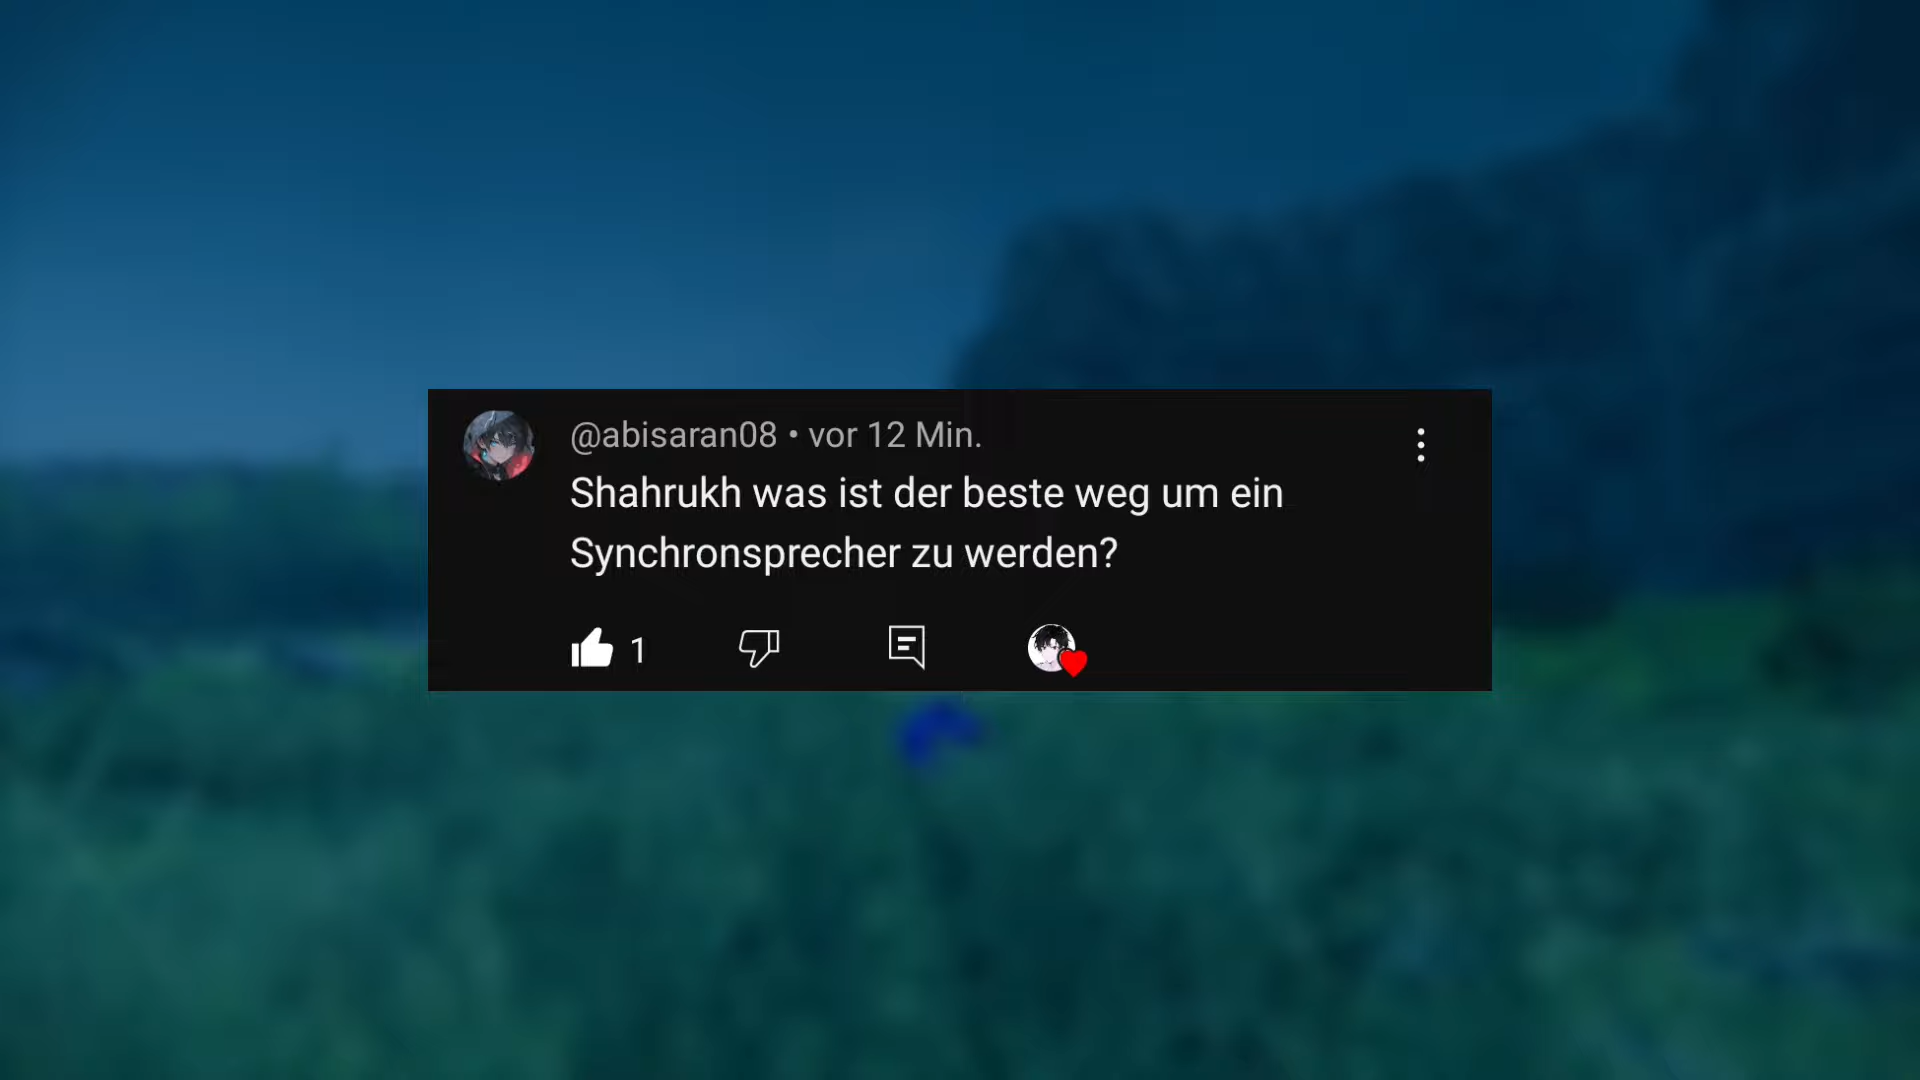 @abisaran08 • vor 12 Min.
Shahrukh was ist der beste weg um ein
Synchronsprecher zu werden?
1